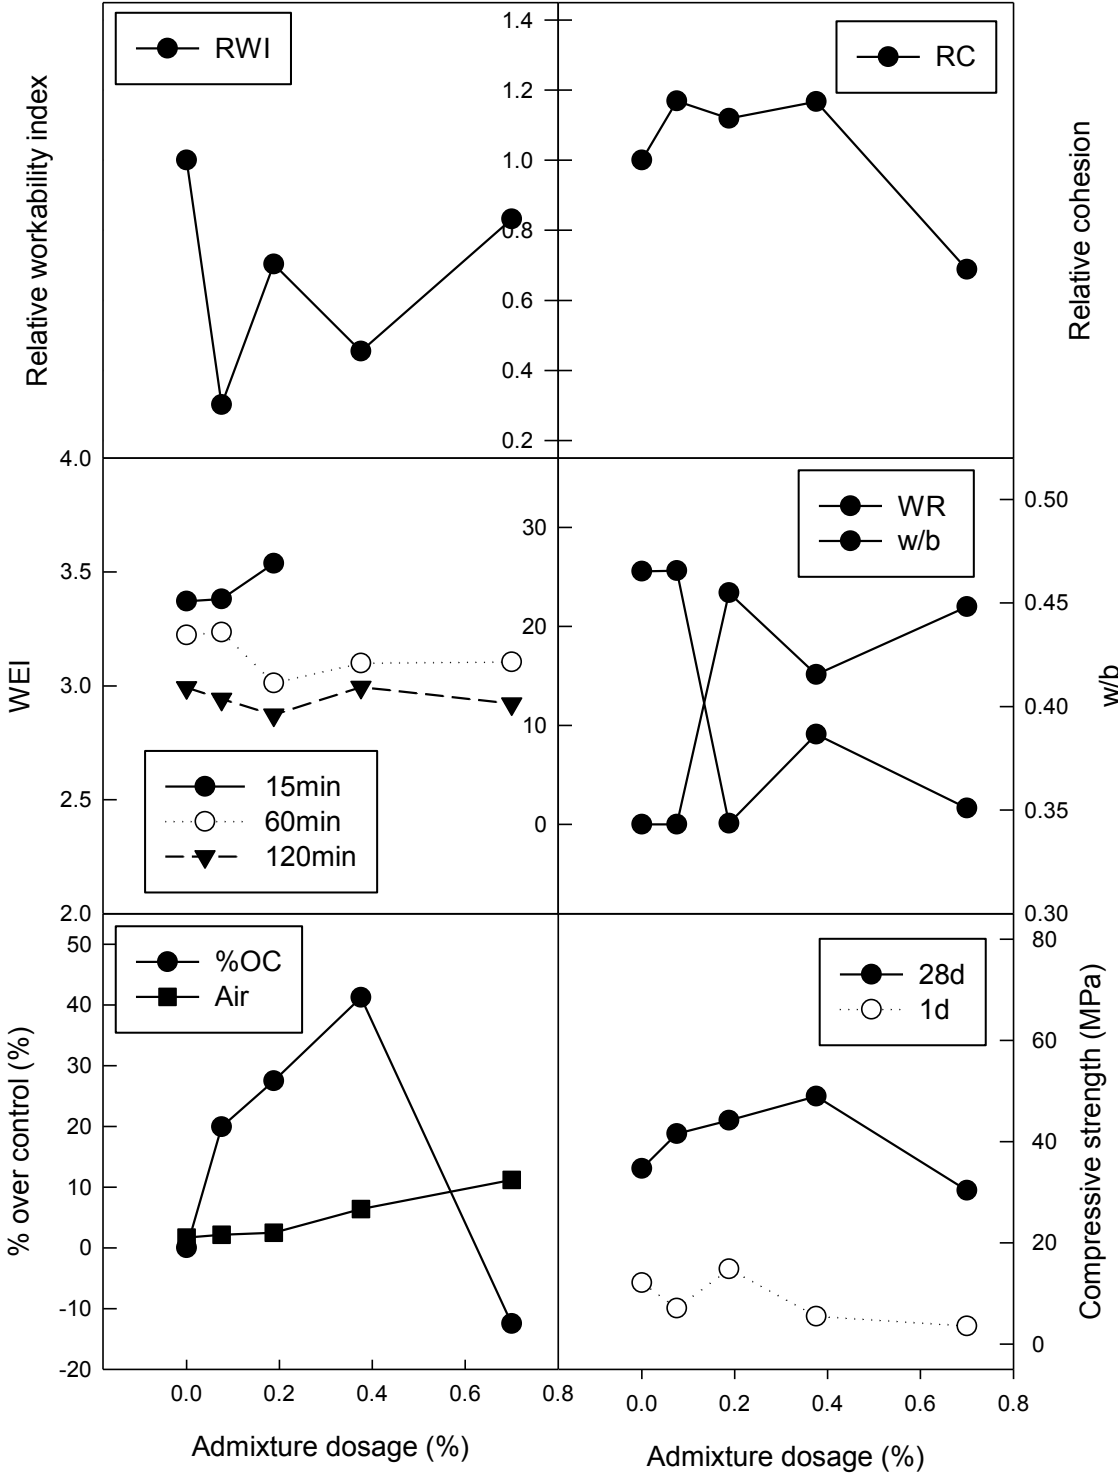 RWI
Relative workability index
1.4
1.2
1.0
0.8
0.6
0.4
0.2
RC
Relative cohesion
4.0
3.5
3.0
2.5
2.0
WEI
15min
60min
120min
30
20
10
0
WR
w/b
0.50
0.45
0.40
0.35
0.30
w/b
%OC
Air
50
40
30
20
10
0
-10
-20
% over control (%)
0.0
0.2
0.4
0.6
0.8
Admixture dosage (%)
28d
1d
80
60
40
20
0
Compressive strength (MPa)
0.0
0.2
0.4
0.6
0.8
Admixture dosage (%)